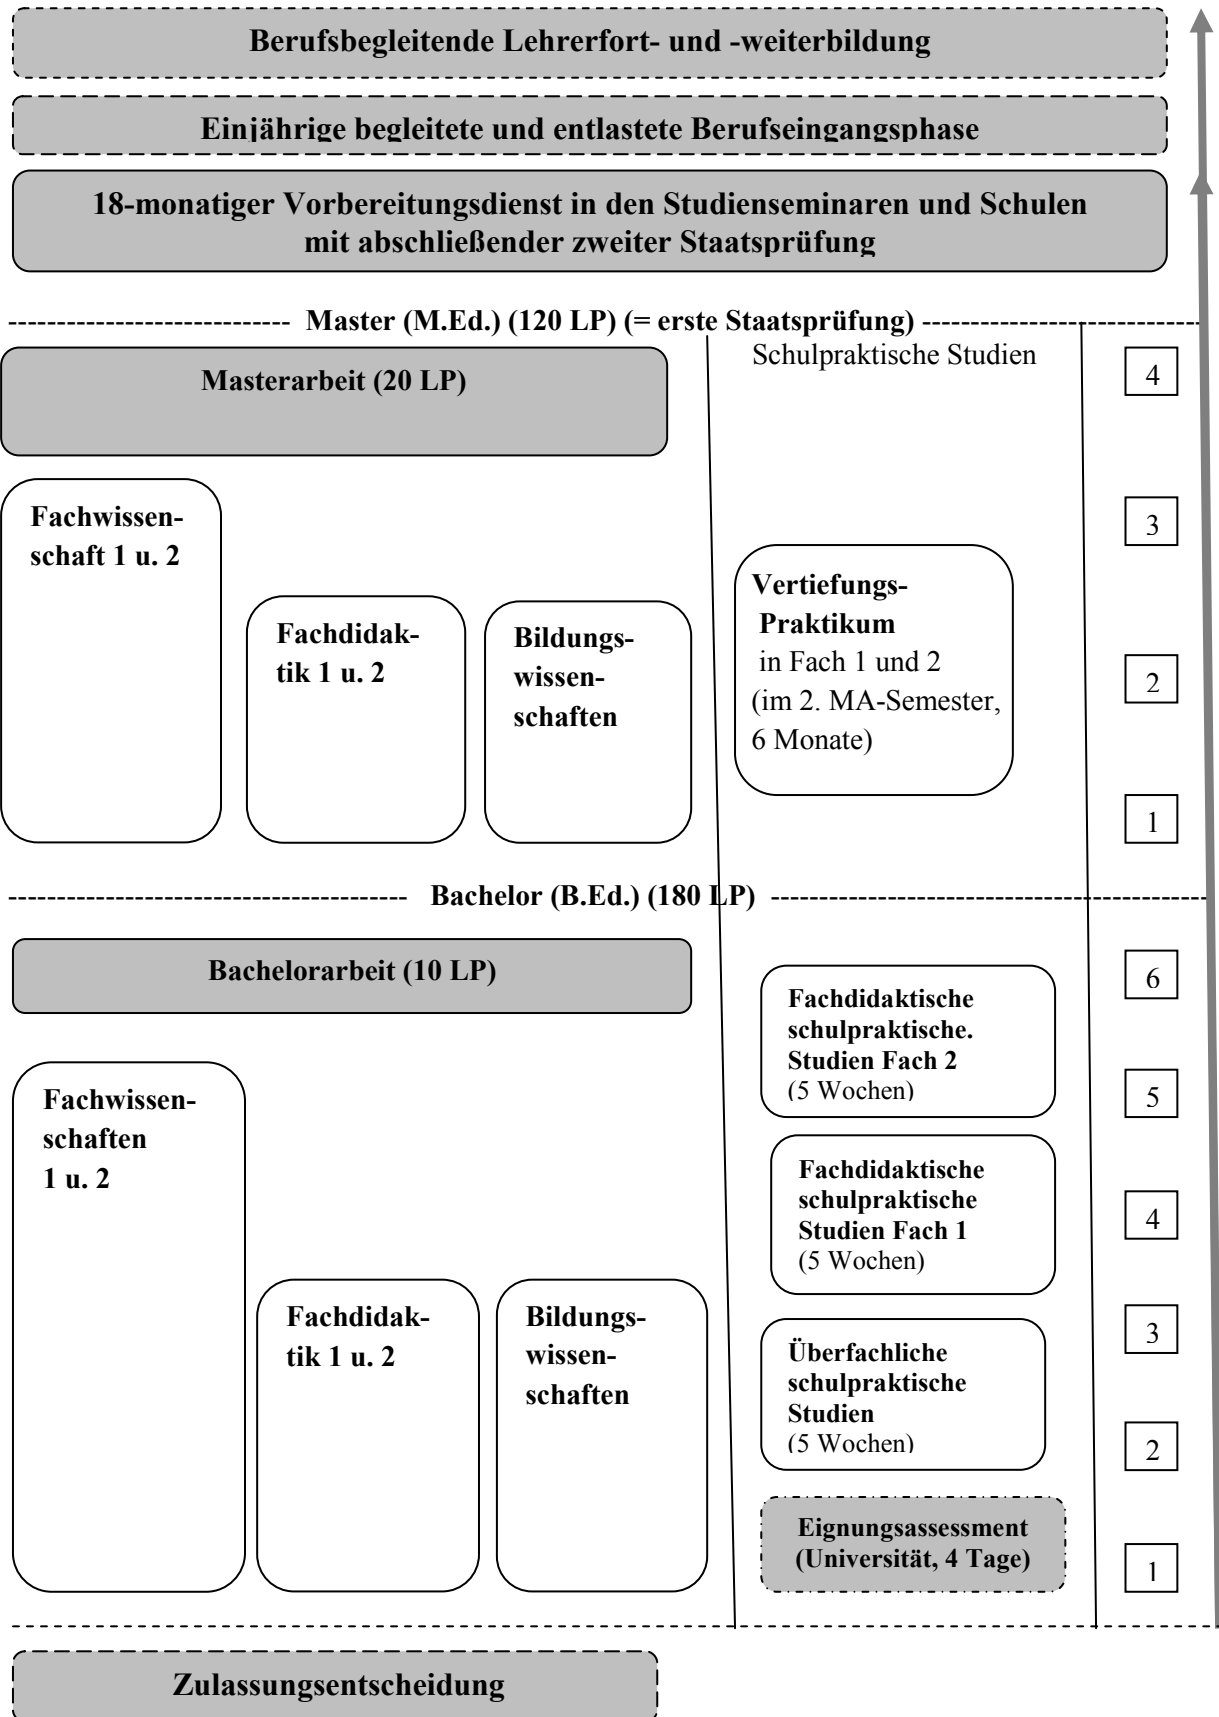 Berufsbegleitende Lehrerfort- und -weiterbildung
Einjährige begleitete und entlastete Berufseingangsphase
18-monatiger Vorbereitungsdienst in den Studienseminaren und Schulen
mit abschließender zweiter Staatsprüfung
Master (M.Ed.) (120 LP) (= erste Staatsprüfung)
Schulpraktische Studien
4
Masterarbeit (20 LP)
Fachwissen-
schaft 1 u. 2
3
Fachdidak-
tik 1 u. 2
Bildungs-
wissen-
schaften
Vertiefungs-
Praktikum
in Fach 1 und 2
(im 2. MA-Semester,
6 Monate)
2
1
Bachelor (B.Ed.) (180 LP)
Bachelorarbeit (10 LP)
6
Fachdidaktische
schulpraktische.
Studien Fach 2
(5 Wochen)
5
Fachwissen-
schaften
1 u. 2
Fachdidaktische
schulpraktische
Studien Fach 1
(5 Wochen)
4
Fachdidak-
tik 1 u. 2
Bildungs-
wissen-
schaften
3
Überfachliche
schulpraktische
Studien
(5 Wochen)
2
Eignungsassessment
(Universität, 4 Tage)
1
Zulassungsentscheidung